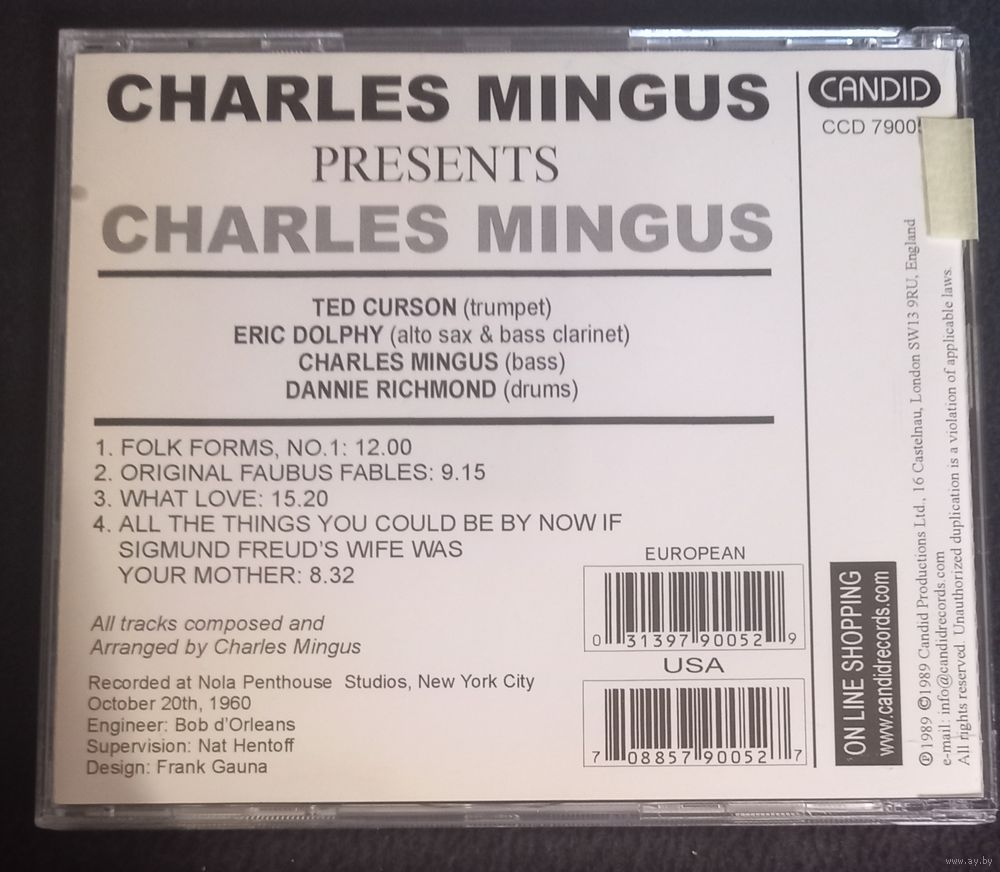 CHARLES MINGUS
PRESENTS
CHARLES MINGUS
TED CURSON (trumpet)
ERIC DOLPHY (alto sax & bass clarinet)
CHARLES MINGUS (bass)
DANNIE RICHMOND (drums)
1. FOLK FORMS, NO.1: 12.00
2. ORIGINAL FAUBUS FABLES: 9.15
3. WHAT LOVE: 15.20
4. ALL THE THINGS YOU COULD BE BY NOW IF
SIGMUND FREUD'S WIFE WAS
YOUR MOTHER: 8.32
All tracks composed and
Arranged by Charles Mingus
Recorded at Nola Penthouse Studios, New York City
October 20th, 1960
Engineer: Bob d'Orleans
Supervision: Nat Hentoff
Design: Frank Gauna
EUROPEAN
0 31397 90052 9
USA
7 08857 90052 7
CANDID
CCD
ON LINE SHOPPING
www.candidrecords.com
℗1989 ©1989 Candid Productions Ltd., 16 Castelnau, London SW13 9RU, England
e-mail: info@candidrecords.com
All rights reserved. Unauthorized duplication is a violation of applicable laws.
www.ay.by